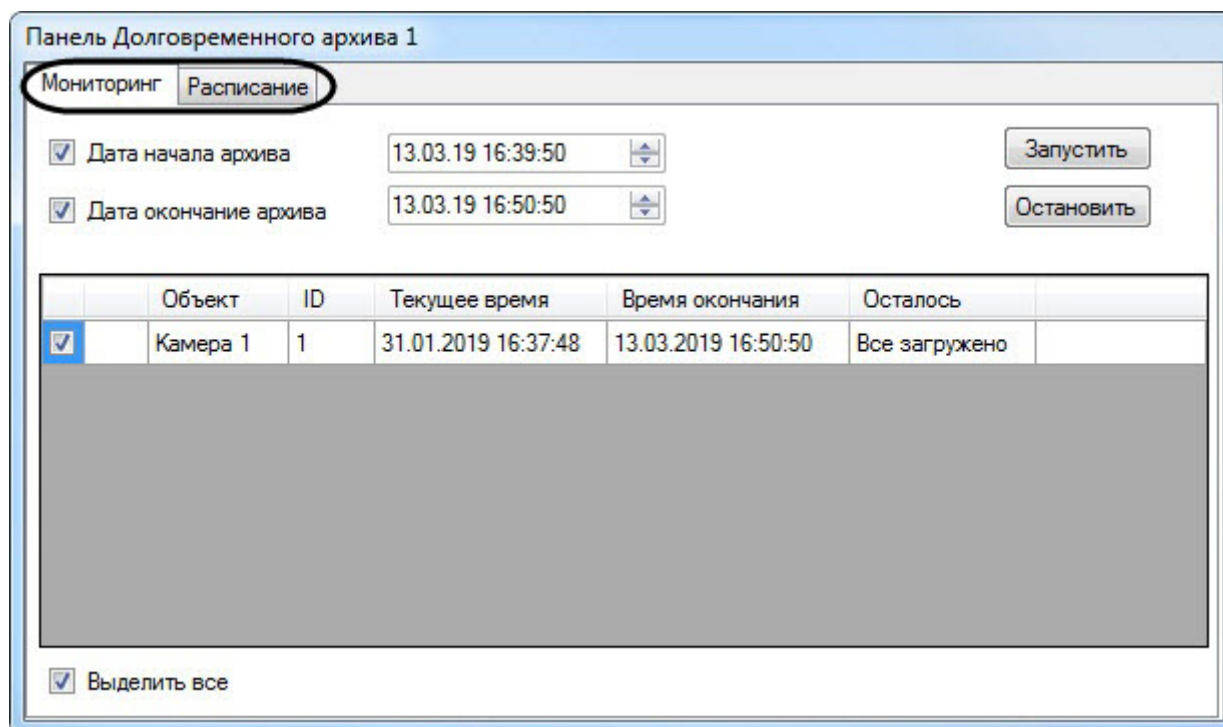 Панель Долговременного архива 1
Мониторинг Расписание
Дата начала архива 13.03.19 16:39:50 Запустить
Дата окончание архива 13.03.19 16:50:50 Остановить
Объект ID Текущее время Время окончания Осталось
Камера 1 1 31.01.2019 16:37:48 13.03.2019 16:50:50 Все загружено
Выделить все